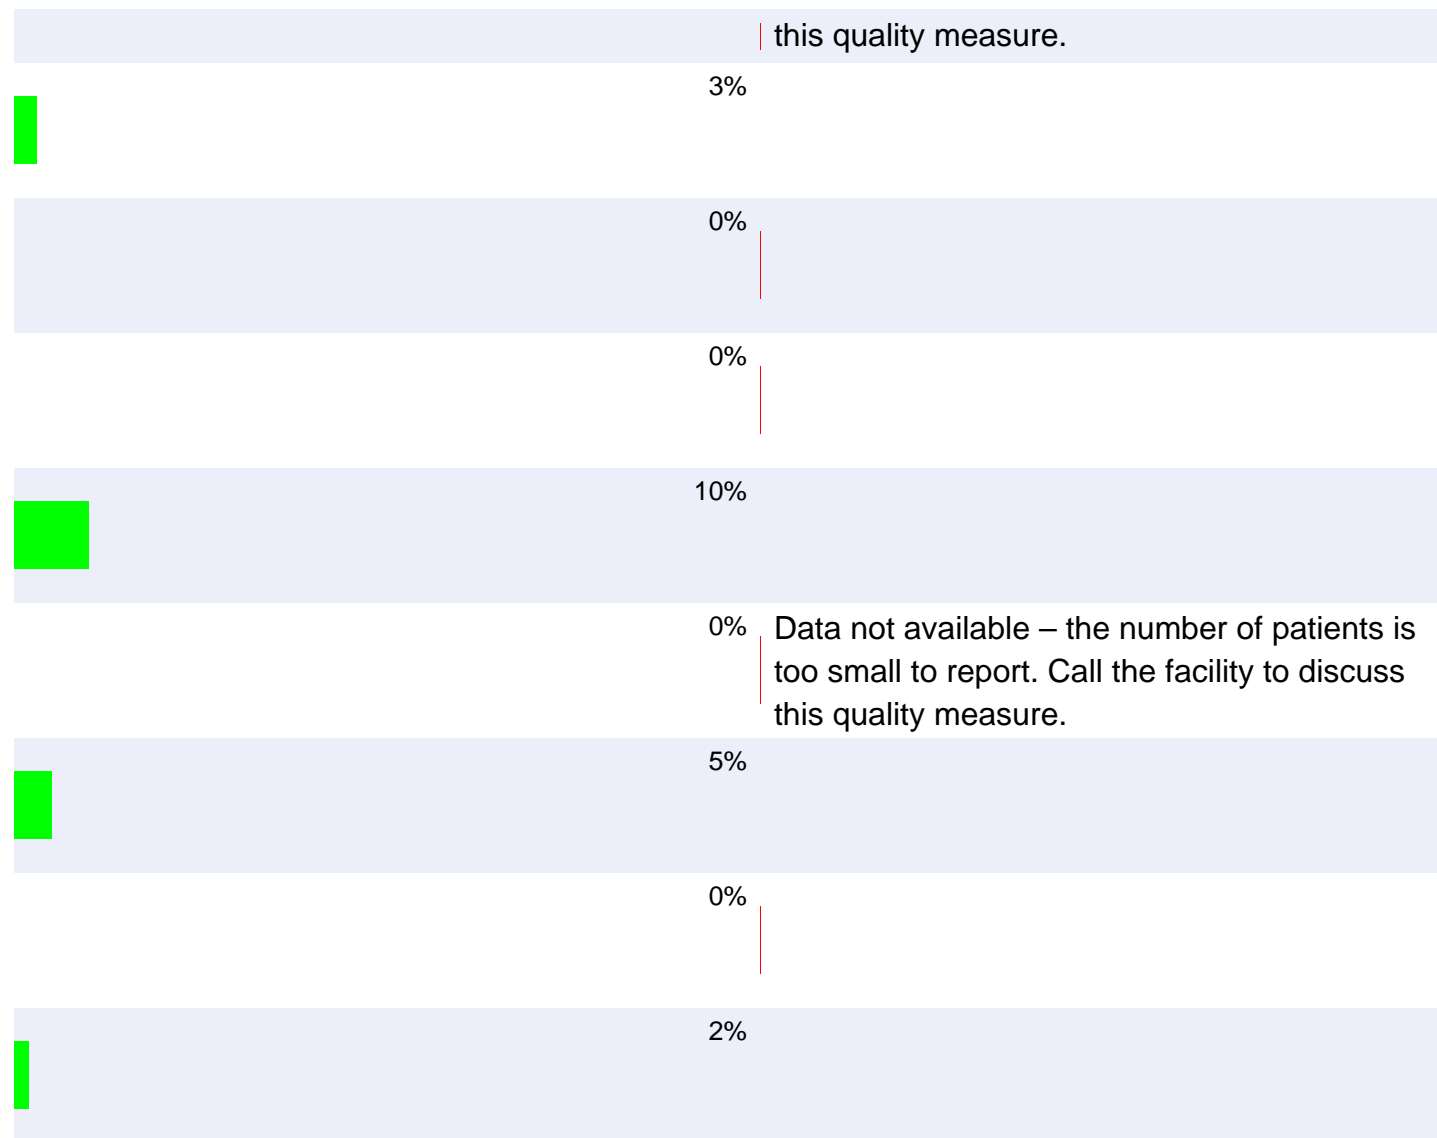 this quality measure.
3%
0%
0%
10%
0%
Data not available – the number of patients is
too small to report. Call the facility to discuss
this quality measure.
5%
0%
2%